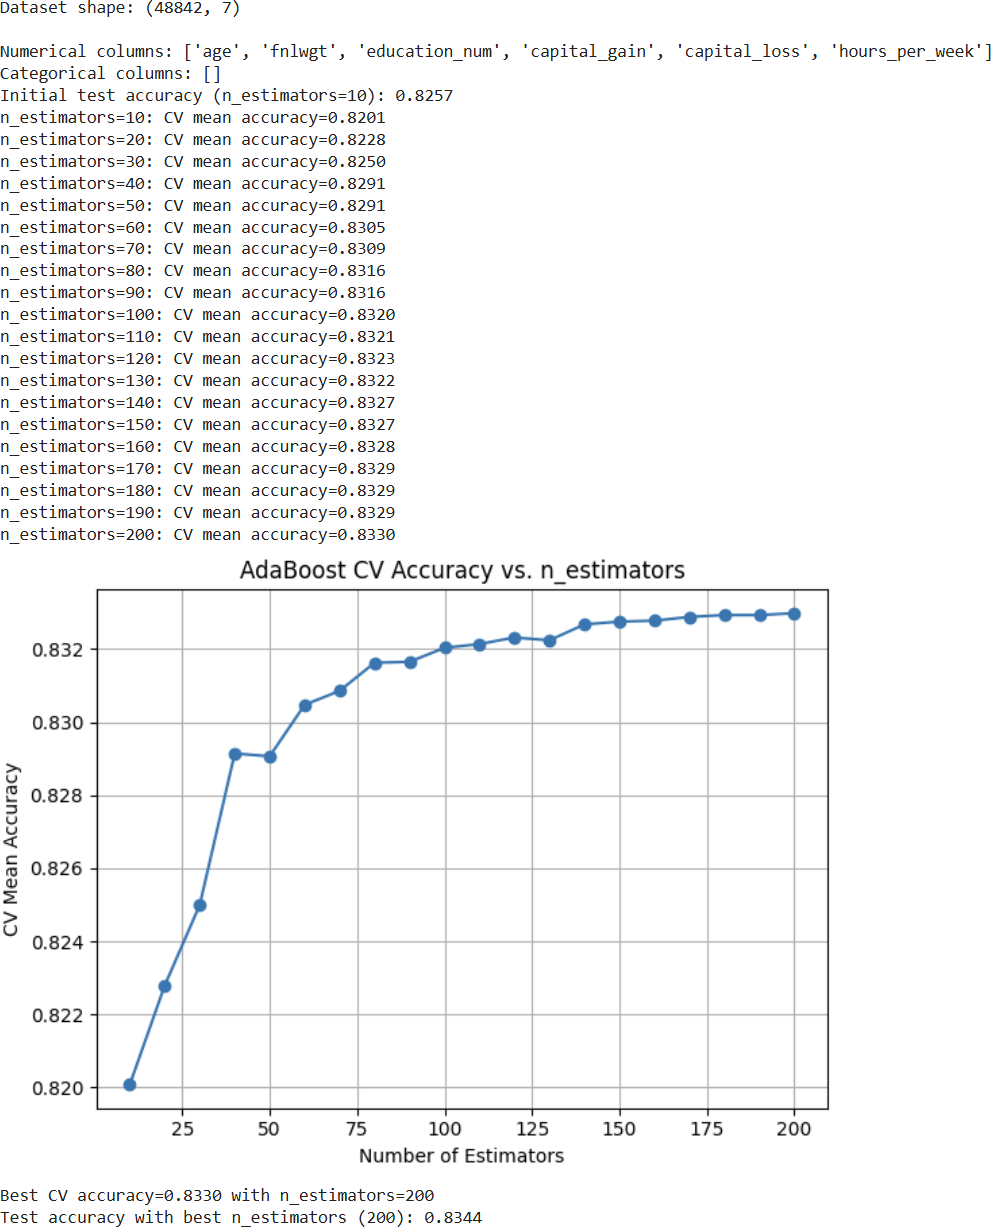 Dataset shape: (48842, 7)
Numerical columns: ['age', 'fnlwgt', 'education_num', 'capital_gain', 'capital_loss', 'hours_per_week']
Categorical columns: []
Initial test accuracy (n_estimators=10): 0.8257
n_estimators=10: CV mean accuracy=0.8201
n_estimators=20: CV mean accuracy=0.8228
n_estimators=30: CV mean accuracy=0.8250
n_estimators=40: CV mean accuracy=0.8291
n_estimators=50: CV mean accuracy=0.8291
n_estimators=60: CV mean accuracy=0.8305
n_estimators=70: CV mean accuracy=0.8309
n_estimators=80: CV mean accuracy=0.8316
n_estimators=90: CV mean accuracy=0.8316
n_estimators=100: CV mean accuracy=0.8320
n_estimators=110: CV mean accuracy=0.8321
n_estimators=120: CV mean accuracy=0.8323
n_estimators=130: CV mean accuracy=0.8322
n_estimators=140: CV mean accuracy=0.8327
n_estimators=150: CV mean accuracy=0.8327
n_estimators=160: CV mean accuracy=0.8328
n_estimators=170: CV mean accuracy=0.8329
n_estimators=180: CV mean accuracy=0.8329
n_estimators=190: CV mean accuracy=0.8329
n_estimators=200: CV mean accuracy=0.8330
AdaBoost CV Accuracy vs. n_estimators
CV Mean Accuracy
0.832
0.830
0.828
0.826
0.824
0.822
0.820
25 50 75 100 125 150 175 200
Number of Estimators
Best CV accuracy=0.8330 with n_estimators=200
Test accuracy with best n_estimators (200): 0.8344